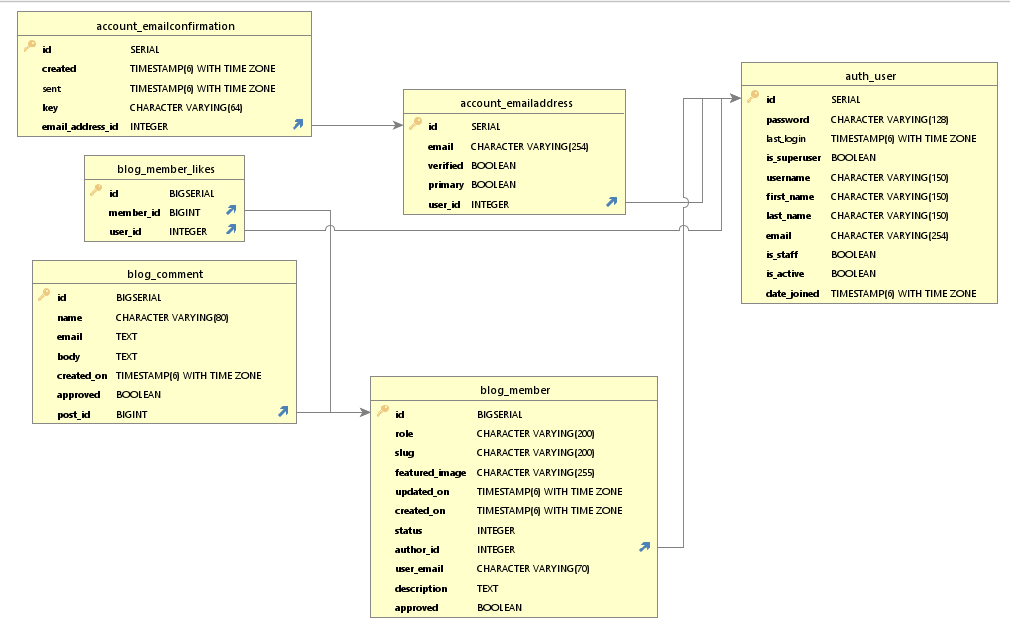 account_emailconfirmation
id SERIAL
created TIMESTAMP(6) WITH TIME ZONE
sent TIMESTAMP(6) WITH TIME ZONE
key CHARACTER VARYING(64)
email_address_id INTEGER
account_emailaddress
id SERIAL
email CHARACTER VARYING(254)
verified BOOLEAN
primary BOOLEAN
user_id INTEGER
auth_user
id SERIAL
password CHARACTER VARYING(128)
last_login TIMESTAMP(6) WITH TIME ZONE
is_superuser BOOLEAN
username CHARACTER VARYING(150)
first_name CHARACTER VARYING(150)
last_name CHARACTER VARYING(150)
email CHARACTER VARYING(254)
is_staff BOOLEAN
is_active BOOLEAN
date_joined TIMESTAMP(6) WITH TIME ZONE
blog_member_likes
id BIGSERIAL
member_id BIGINT
user_id INTEGER
blog_comment
id BIGSERIAL
name CHARACTER VARYING(80)
email TEXT
body TEXT
created_on TIMESTAMP(6) WITH TIME ZONE
approved BOOLEAN
post_id BIGINT
blog_member
id BIGSERIAL
role CHARACTER VARYING(200)
slug CHARACTER VARYING(200)
featured_image CHARACTER VARYING(255)
updated_on TIMESTAMP(6) WITH TIME ZONE
created_on TIMESTAMP(6) WITH TIME ZONE
status INTEGER
author_id INTEGER
user_email CHARACTER VARYING(70)
description TEXT
approved BOOLEAN